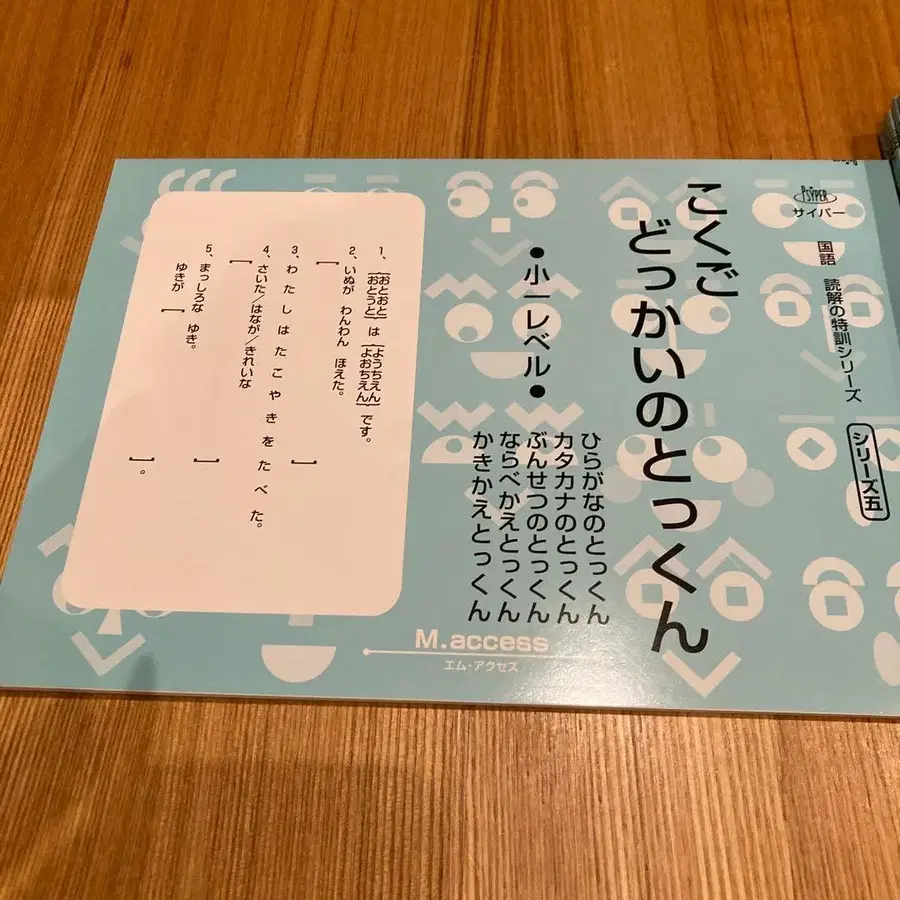 PSYPER
サイパー
国語 読解の特訓シリーズ
シリーズ五
こくご
どっかいのとっくん
●小一レベル●
ひらがなのとっくん
カタカナのとっくん
ぶんせつのとっくん
ならべかえとっくん
かきかえとっくん
1、{おとおと おとうと}は{ようちえん よおちえん}です。
2、いぬが わんわん ほえた。
[ ]
3、わたしはたこやきをたべた。
4、さいた/はなが/きれいな
[ ]。
5、まっしろな ゆき。
ゆきが [ ]。
M.access
エム・アクセス